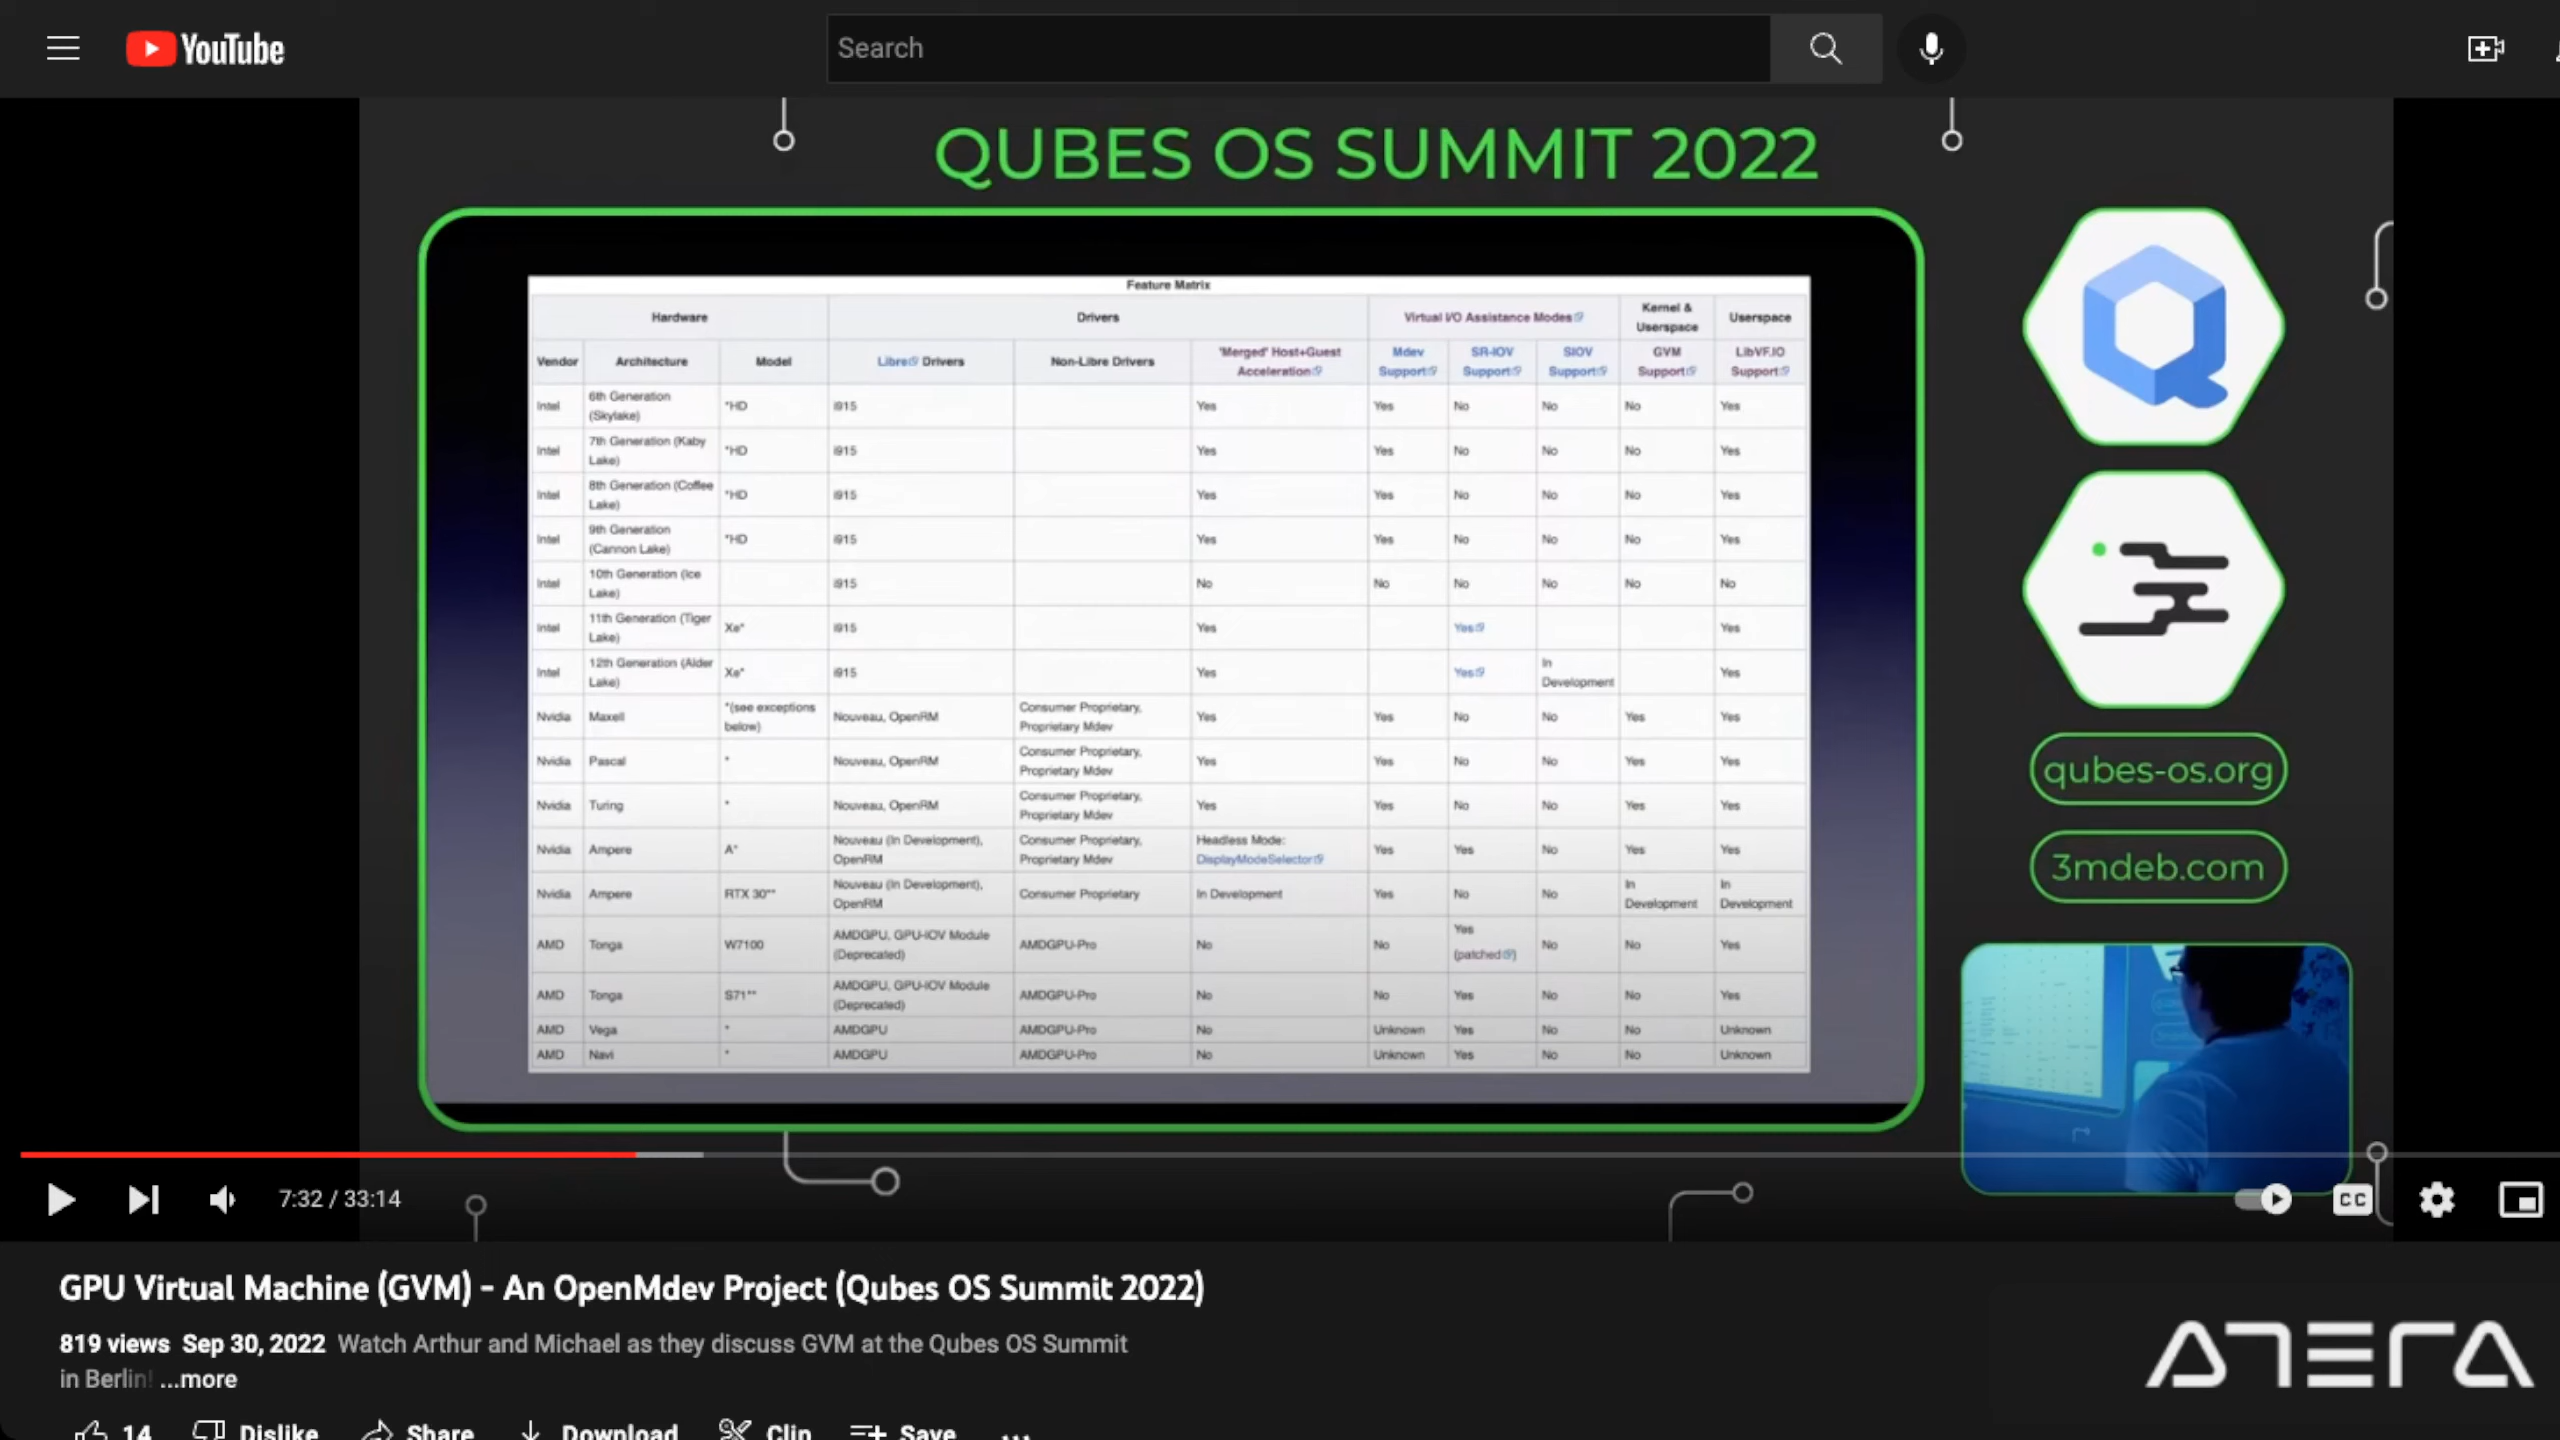 YouTube
Search
QUBES OS SUMMIT 2022
Feature Matrix
Hardware Drivers Virtual I/O Assistance Modes Kernel & Userspace Userspace
Vendor Architecture Model Libre Drivers Non-Libre Drivers 'Merged' Host+Guest Acceleration Mdev Support SR-IOV Support SIOV Support GVM Support LibVF.IO Support
Intel 6th Generation (Skylake) *HD i915 Yes Yes No No No Yes
Intel 7th Generation (Kaby Lake) *HD i915 Yes Yes No No No Yes
Intel 8th Generation (Coffee Lake) *HD i915 Yes Yes No No No Yes
Intel 9th Generation (Cannon Lake) *HD i915 Yes Yes No No No Yes
Intel 10th Generation (Ice Lake) i915 No No No No No No
Intel 11th Generation (Tiger Lake) Xe* i915 Yes Yes Yes
Intel 12th Generation (Alder Lake) Xe* i915 Yes Yes In Development Yes
Nvidia Maxell *(see exceptions below) Nouveau, OpenRM Consumer Proprietary, Proprietary Mdev Yes Yes No No Yes Yes
Nvidia Pascal * Nouveau, OpenRM Consumer Proprietary, Proprietary Mdev Yes Yes No No Yes Yes
Nvidia Turing * Nouveau, OpenRM Consumer Proprietary, Proprietary Mdev Yes Yes No No Yes Yes
Nvidia Ampere A* Nouveau (In Development), OpenRM Consumer Proprietary, Proprietary Mdev Headless Mode: DisplayModeSelector Yes Yes No Yes Yes
Nvidia Ampere RTX 30** Nouveau (In Development), OpenRM Consumer Proprietary In Development Yes No No In Development In Development
AMD Tonga W7100 AMDGPU, GPU-IOV Module (Deprecated) AMDGPU-Pro No No Yes (patched) No No Yes
AMD Tonga S71** AMDGPU, GPU-IOV Module (Deprecated) AMDGPU-Pro No No Yes No No Yes
AMD Vega * AMDGPU AMDGPU-Pro No Unknown Yes No No Unknown
AMD Navi * AMDGPU AMDGPU-Pro No Unknown Yes No No Unknown
qubes-os.org
3mdeb.com
7:32 / 33:14
CC
GPU Virtual Machine (GVM) - An OpenMdev Project (Qubes OS Summit 2022)
819 views Sep 30, 2022 Watch Arthur and Michael as they discuss GVM at the Qubes OS Summit
in Berlin! ...more
ATERA
14 Dislike Share Download Clip Save ...